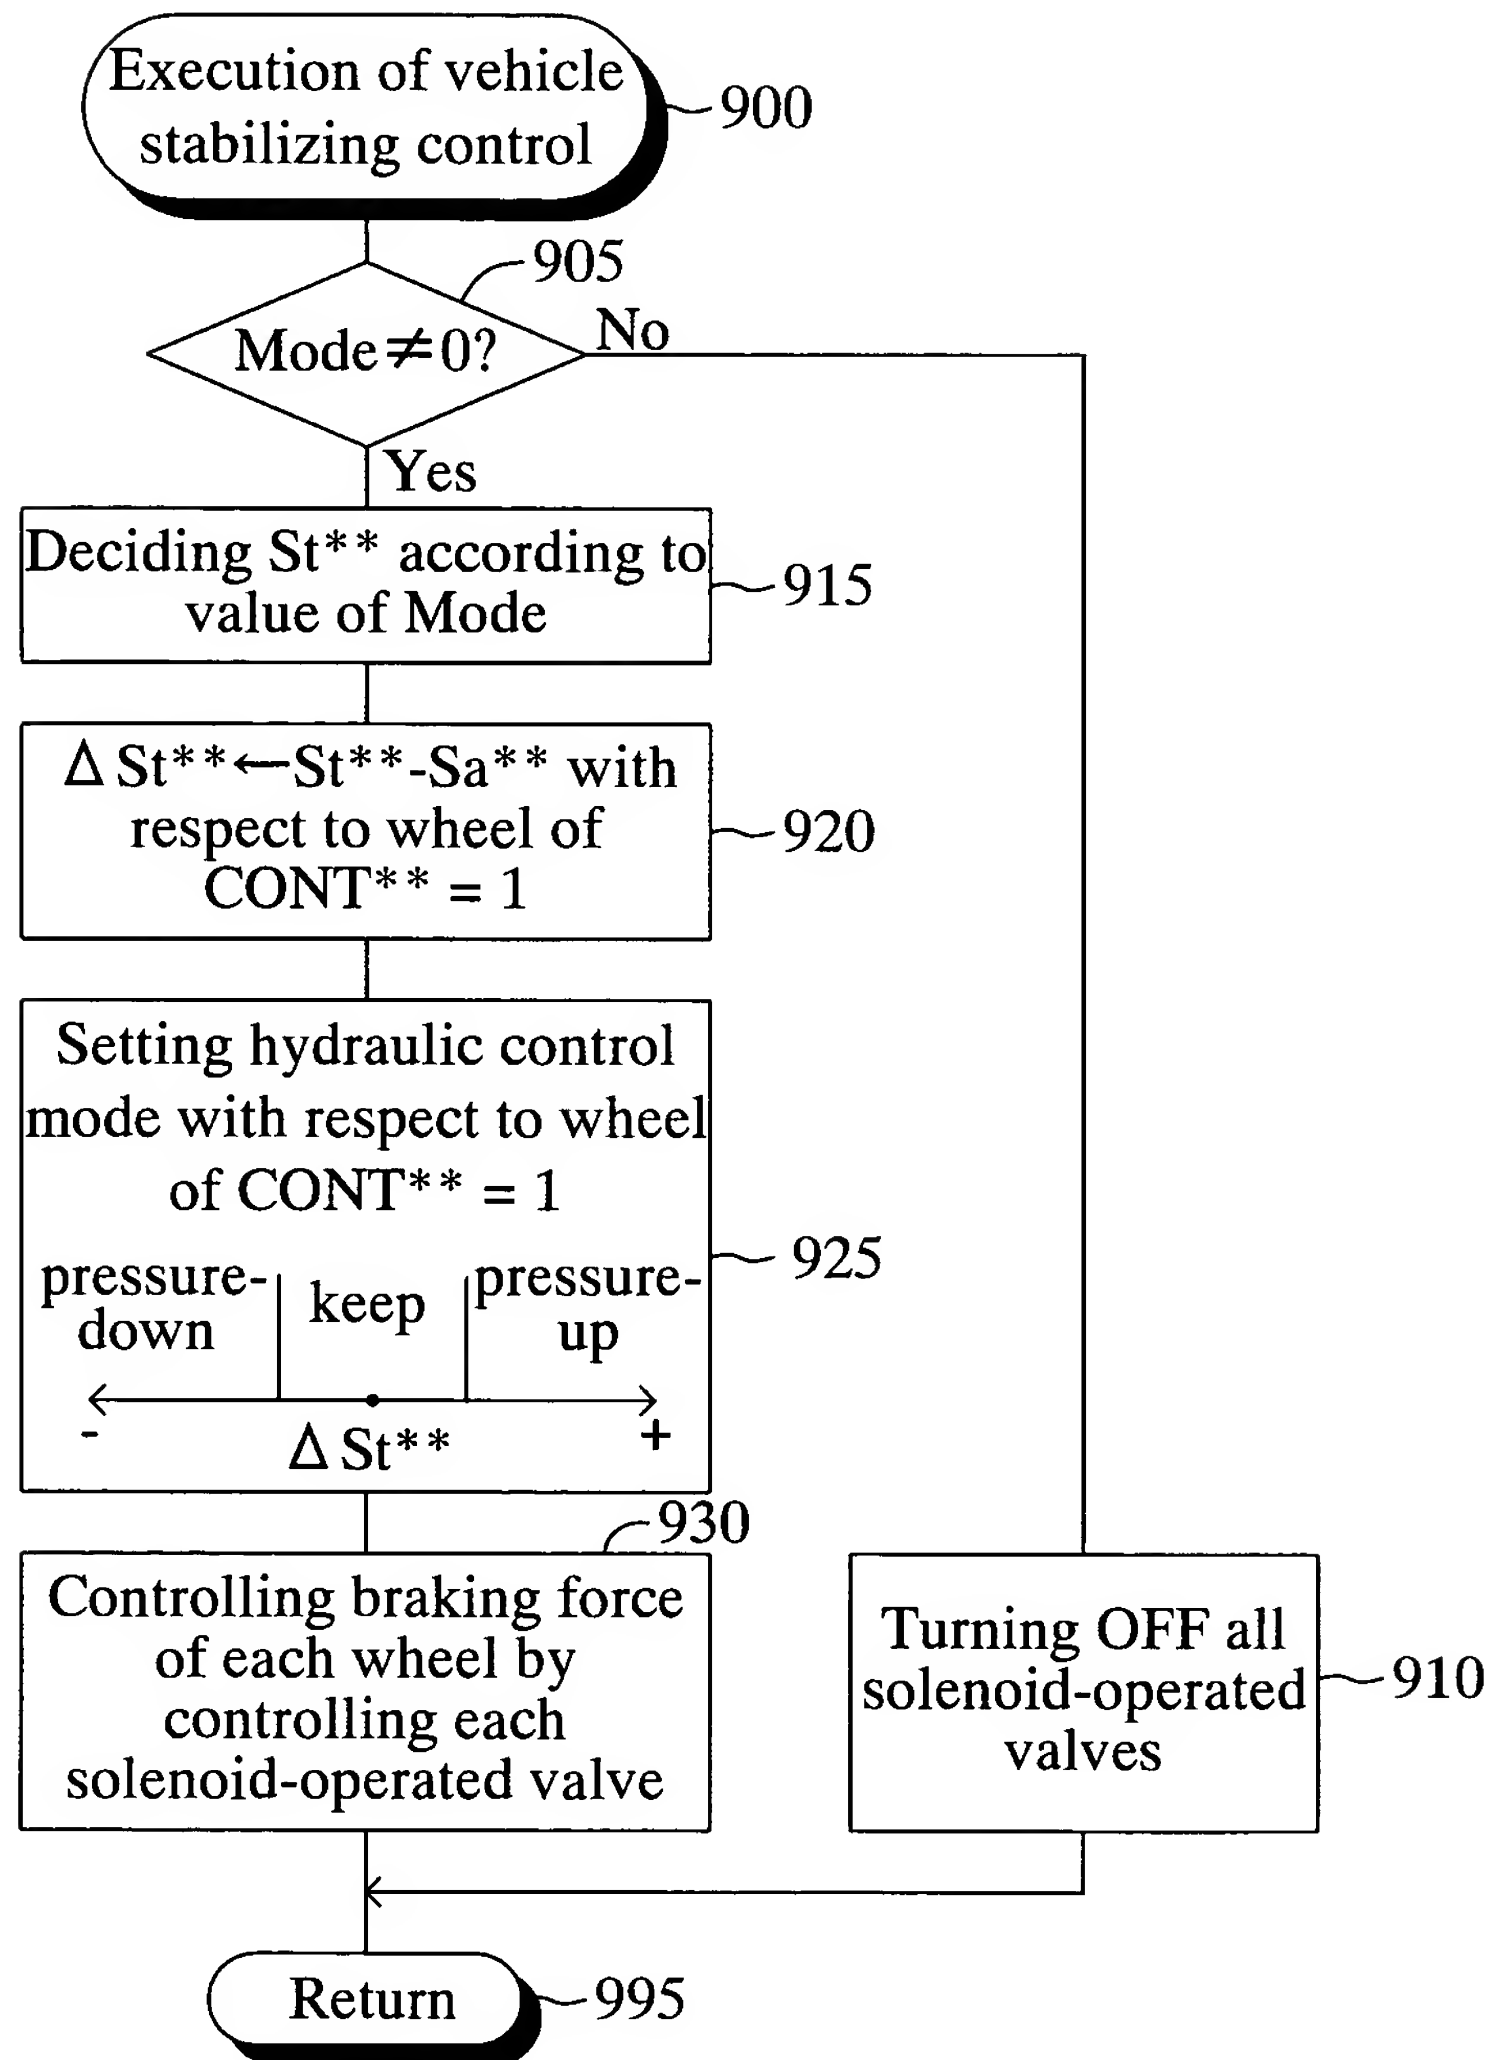 Execution of vehicle
stabilizing control
900
905
Mode≠0?
No
Yes
Deciding St** according to
value of Mode
915
Δ St**←St**-Sa** with
respect to wheel of
CONT** = 1
920
Setting hydraulic control
mode with respect to wheel
of CONT** = 1
925
pressure-
down
keep
pressure-
up
-
+
Δ St**
930
Controlling braking force
of each wheel by
controlling each
solenoid-operated valve
Turning OFF all
solenoid-operated
valves
910
Return
995